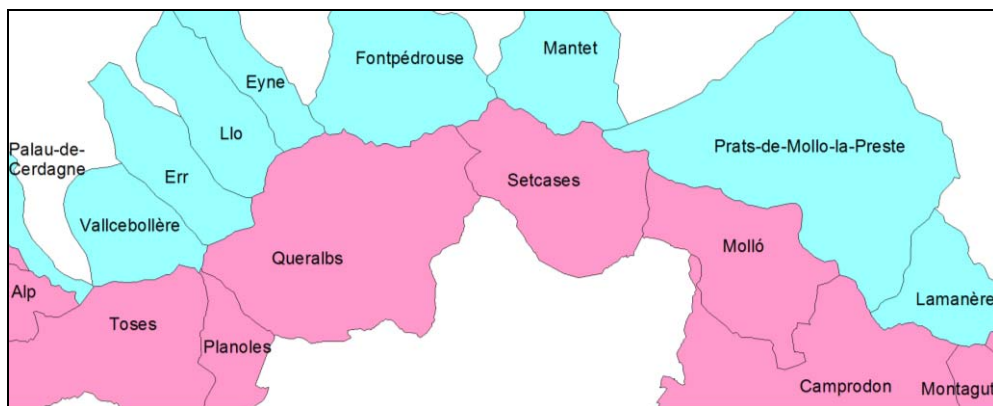 Mantet
Fontpédrouse
Eyne
Llo
Prats-de-Mollo-la-Preste
Palau-de-
Cerdagne
Err
Setcases
Vallcebollère
Molló
Queralbs
Alp
Lamanère
Toses
Planoles
Camprodon
Montagut